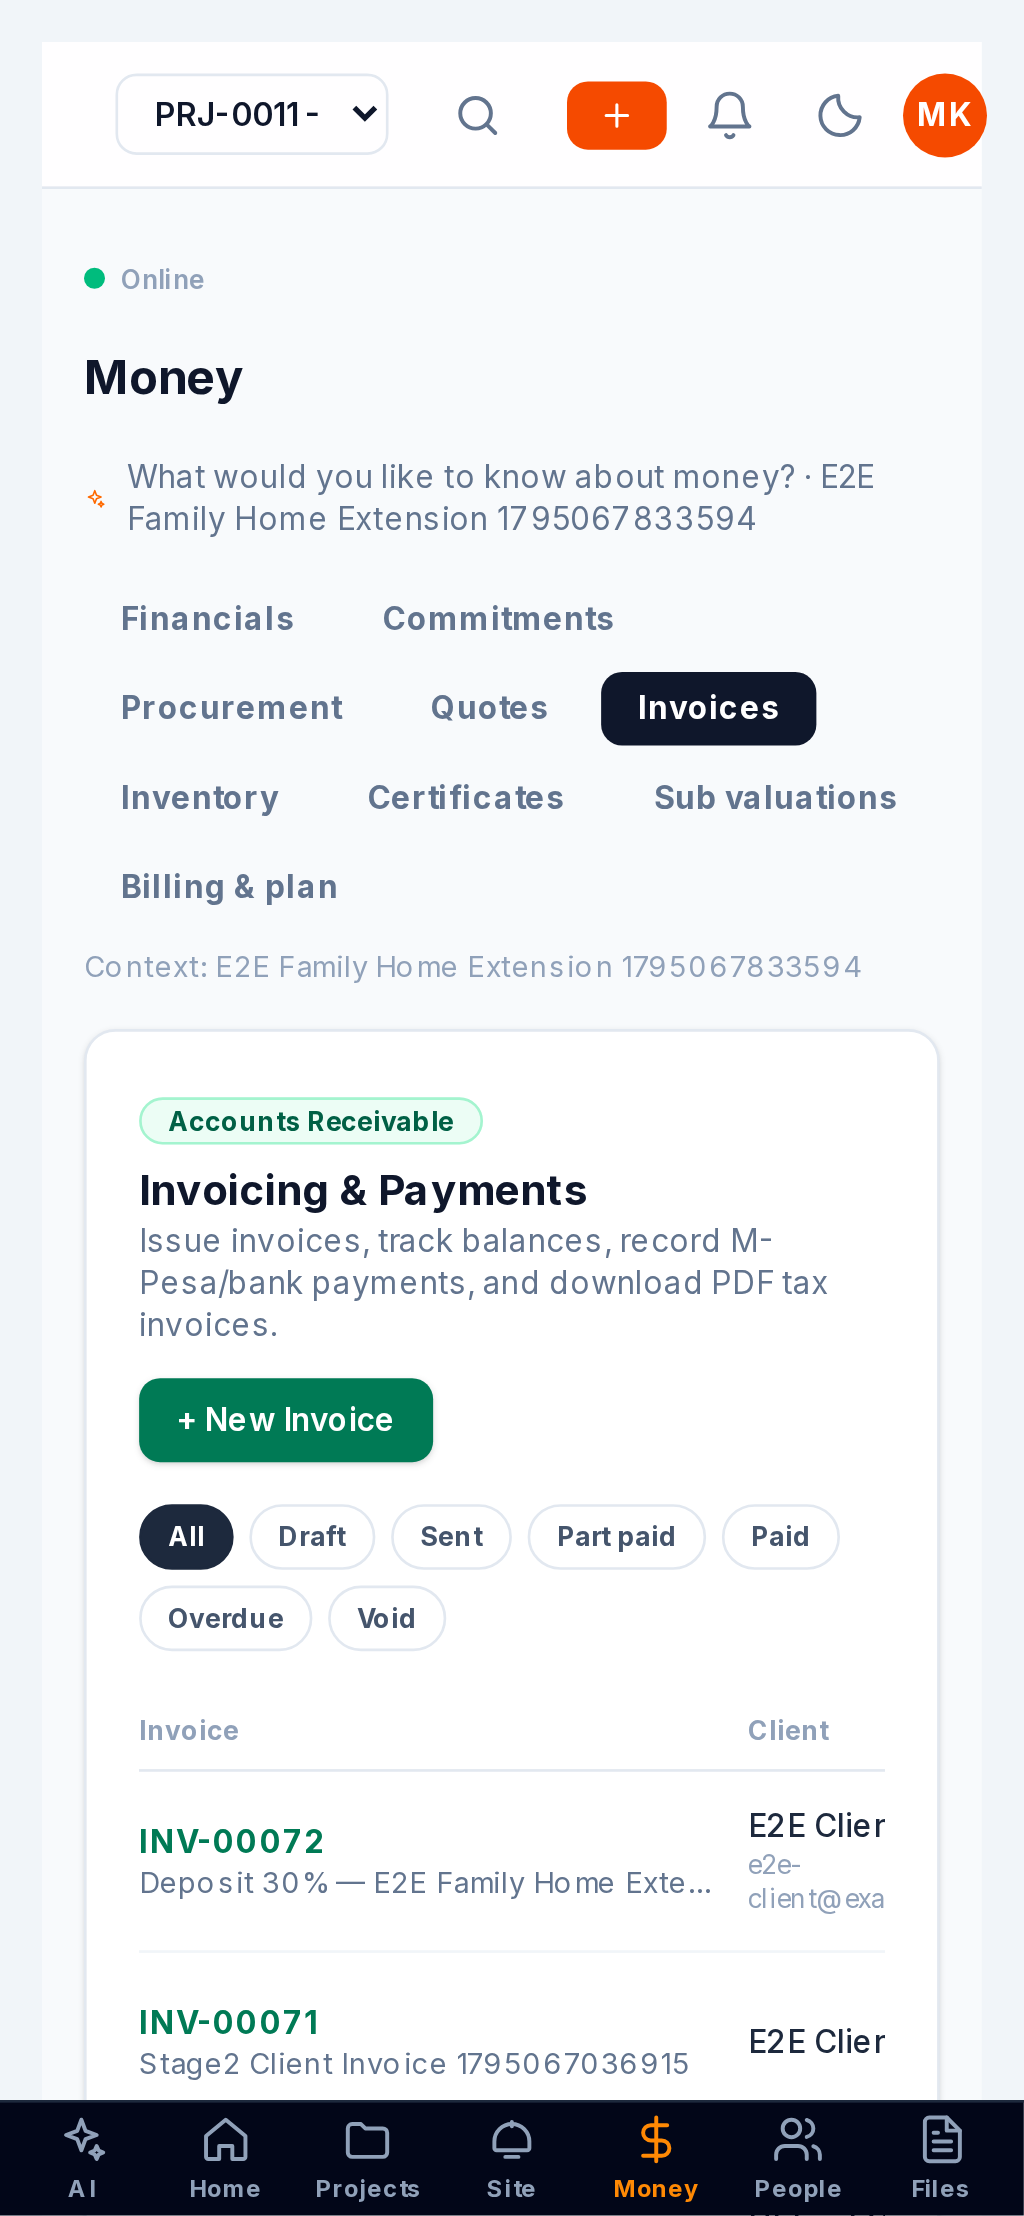 PRJ-0011 -
MK
Online
Money
What would you like to know about money? · E2E
Family Home Extension 1795067833594
Financials Commitments
Procurement Quotes Invoices
Inventory Certificates Sub valuations
Billing & plan
Context: E2E Family Home Extension 1795067833594
Accounts Receivable
Invoicing & Payments
Issue invoices, track balances, record M-
Pesa/bank payments, and download PDF tax
invoices.
+ New Invoice
All Draft Sent Part paid Paid
Overdue Void
Invoice Client
INV-00072 E2E Clier
Deposit 30% — E2E Family Home Exte... e2e-
client@exa
INV-00071
Stage2 Client Invoice 1795067036915 E2E Clier
AI Home Projects Site Money People Files